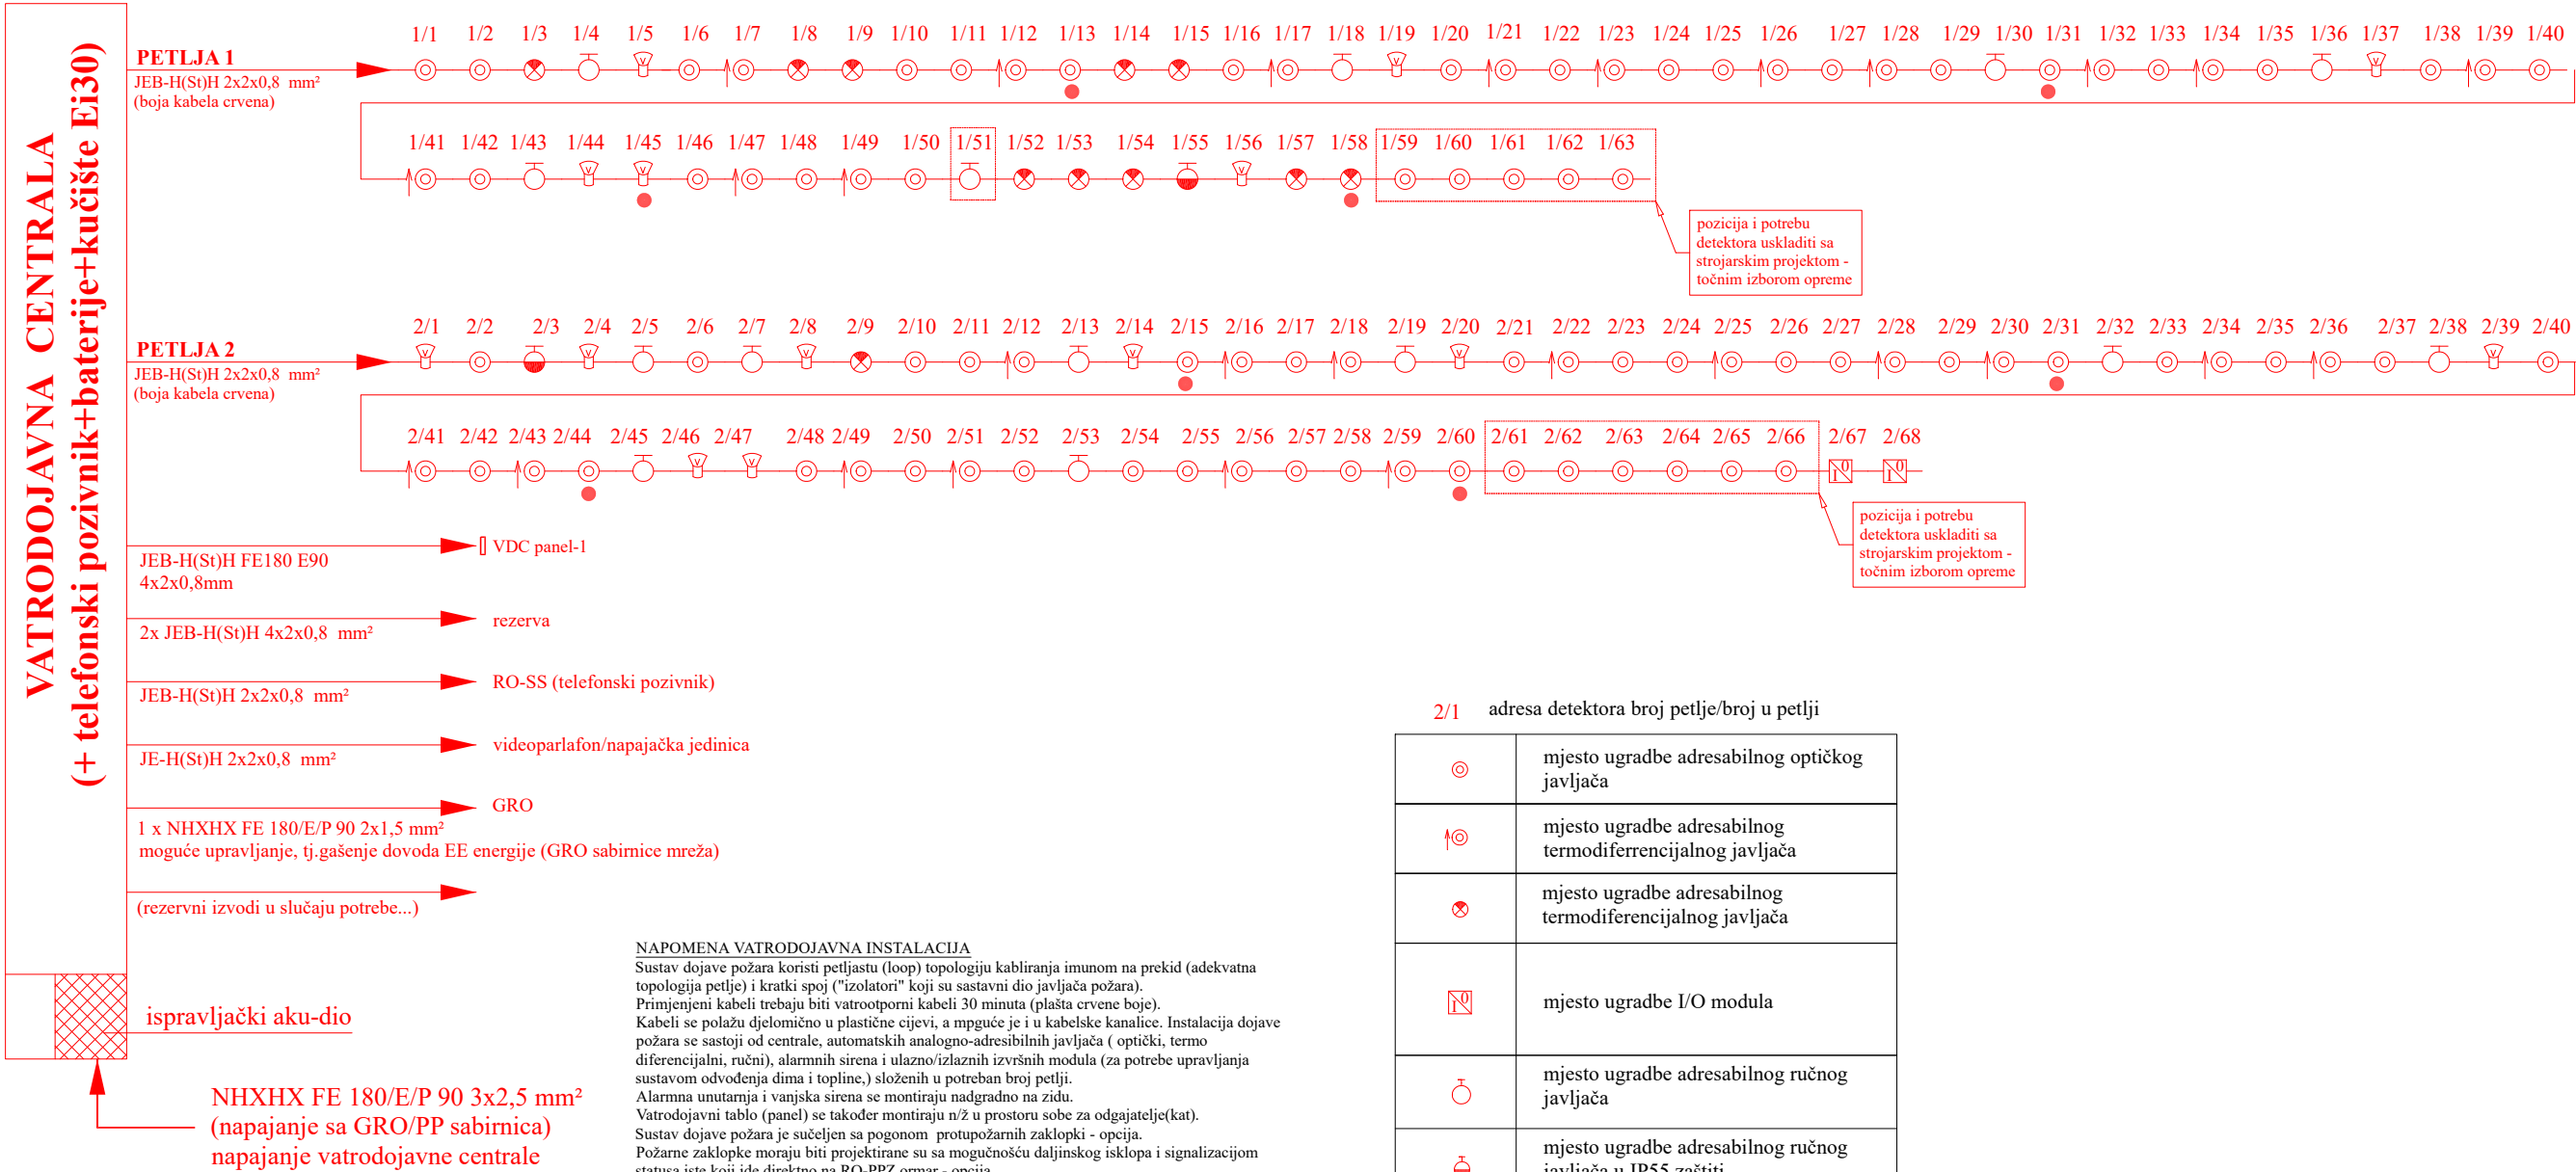 VATRODOJAVNA CENTRALA
(+ telefonski pozivnik+baterije+kučište Ei30)
PETLJA 1
JEB-H(St)H 2x2x0,8 mm²
(boja kabela crvena)
1/1 1/2 1/3 1/4 1/5 1/6 1/7 1/8 1/9 1/10 1/11 1/12 1/13 1/14 1/15 1/16 1/17 1/18 1/19 1/20 1/21 1/22 1/23 1/24 1/25 1/26 1/27 1/28 1/29 1/30 1/31 1/32 1/33 1/34 1/35 1/36 1/37 1/38 1/39 1/40
1/41 1/42 1/43 1/44 1/45 1/46 1/47 1/48 1/49 1/50 1/51 1/52 1/53 1/54 1/55 1/56 1/57 1/58 1/59 1/60 1/61 1/62 1/63
pozicija i potrebu
detektora uskladiti sa
strojarskim projektom -
točnim izborom opreme
PETLJA 2
JEB-H(St)H 2x2x0,8 mm²
(boja kabela crvena)
2/1 2/2 2/3 2/4 2/5 2/6 2/7 2/8 2/9 2/10 2/11 2/12 2/13 2/14 2/15 2/16 2/17 2/18 2/19 2/20 2/21 2/22 2/23 2/24 2/25 2/26 2/27 2/28 2/29 2/30 2/31 2/32 2/33 2/34 2/35 2/36 2/37 2/38 2/39 2/40
2/41 2/42 2/43 2/44 2/45 2/46 2/47 2/48 2/49 2/50 2/51 2/52 2/53 2/54 2/55 2/56 2/57 2/58 2/59 2/60 2/61 2/62 2/63 2/64 2/65 2/66 2/67 2/68
pozicija i potrebu
detektora uskladiti sa
strojarskim projektom -
točnim izborom opreme
VDC panel-1
JEB-H(St)H FE180 E90
4x2x0,8mm
rezerva
2x JEB-H(St)H 4x2x0,8 mm²
RO-SS (telefonski pozivnik)
JEB-H(St)H 2x2x0,8 mm²
videoparlafon/napajačka jedinica
JE-H(St)H 2x2x0,8 mm²
GRO
1 x NHXHX FE 180/E/P 90 2x1,5 mm²
moguće upravljanje, tj.gašenje dovoda EE energije (GRO sabirnice mreža)
(rezervni izvodi u slučaju potrebe...)
ispravljački aku-dio
NHXHX FE 180/E/P 90 3x2,5 mm²
(napajanje sa GRO/PP sabirnica)
napajanje vatrodojavne centrale
NAPOMENA VATRODOJAVNA INSTALACIJA
Sustav dojave požara koristi petljastu (loop) topologiju kabliranja imunom na prekid (adekvatna
topologija petlje) i kratki spoj ("izolatori" koji su sastavni dio javljača požara).
Primjenjeni kabeli trebaju biti vatrootporni kabeli 30 minuta (plašta crvene boje).
Kabeli se polažu djelomično u plastične cijevi, a mpguće je i u kabelske kanalice. Instalacija dojave
požara se sastoji od centrale, automatskih analogno-adresibilnih javljača ( optički, termo
diferencijalni, ručni), alarmnih sirena i ulazno/izlaznih izvršnih modula (za potrebe upravljanja
sustavom odvođenja dima i topline,) složenih u potreban broj petlji.
Alarmna unutarnja i vanjska sirena se montiraju nadgradno na zidu.
Vatrodojavni tablo (panel) se također montiraju n/ž u prostoru sobe za odgajatelje(kat).
Sustav dojave požara je sučeljen sa pogonom protupožarnih zaklopki - opcija.
Požarne zaklopke moraju biti projektirane su sa mogučnošću daljinskog isklopa i signalizacijom
statusa iste koji ide direktno na RO-PPZ ormar - opcija
2/1 adresa detektora broj petlje/broj u petlji
mjesto ugradbe adresabilnog optičkog
javljača
mjesto ugradbe adresabilnog
termodiferrencijalnog javljača
mjesto ugradbe adresabilnog
termodiferencijalnog javljača
mjesto ugradbe I/O modula
mjesto ugradbe adresabilnog ručnog
javljača
mjesto ugradbe adresabilnog ručnog
javljača u IP55 zaštiti